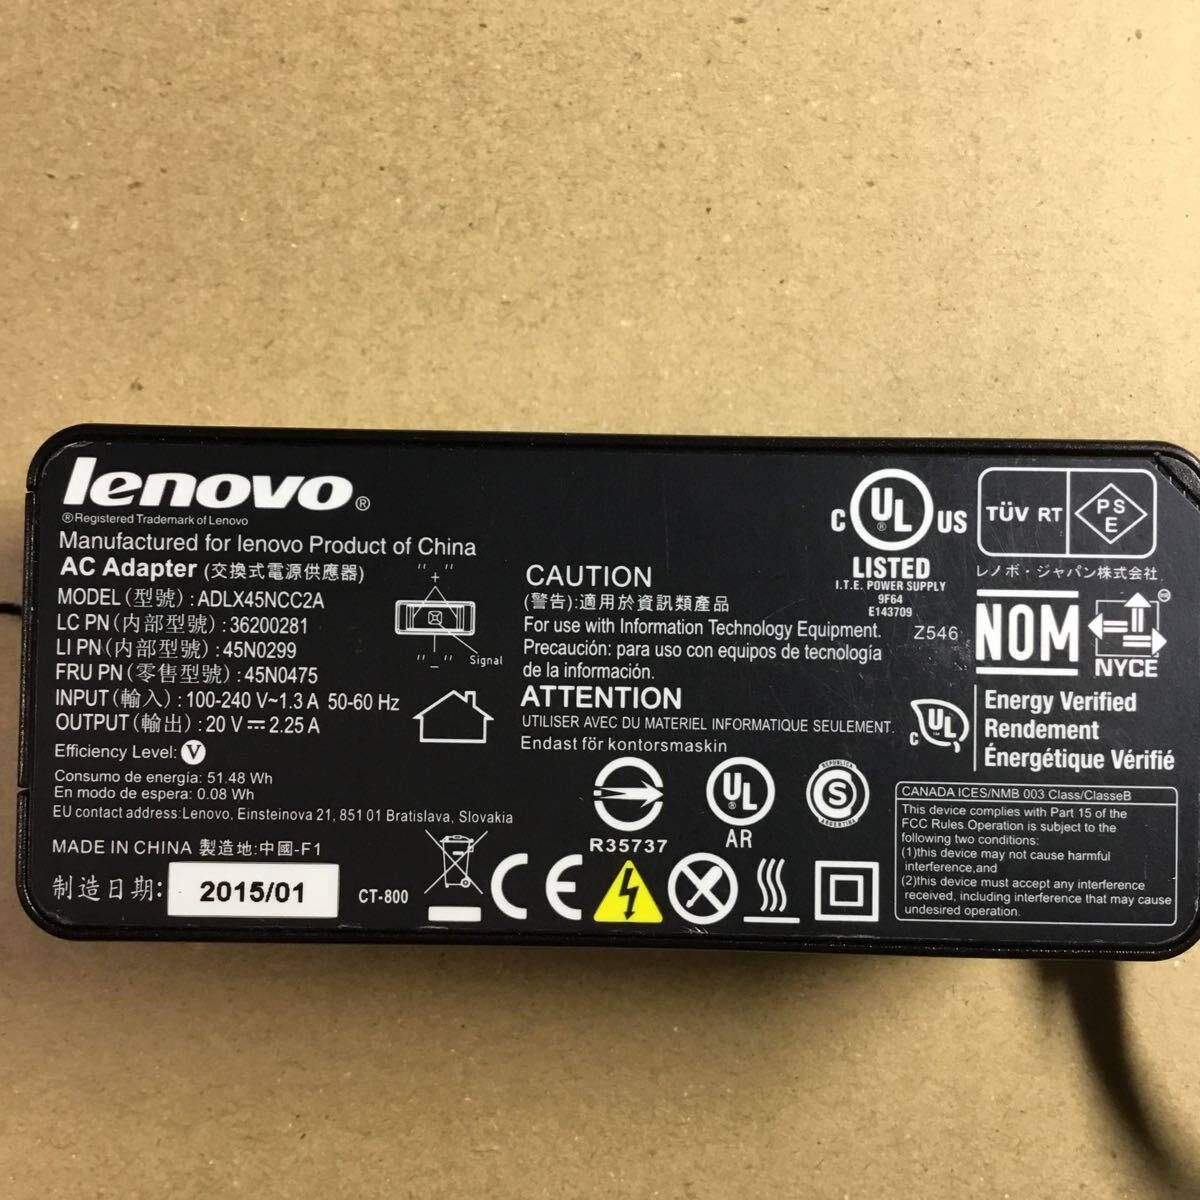 lenovo®
®Registered Trademark of Lenovo
Manufactured for lenovo Product of China
AC Adapter (交換式電源供應器)
MODEL (型號) : ADLX45NCC2A
LC PN (内部型號) : 36200281
LI PN (内部型號) : 45N0299
FRU PN (零售型號) : 45N0475
INPUT (輸入) : 100-240 V~1.3 A 50-60 Hz
OUTPUT (輸出) : 20 V ⎓ 2.25 A
Efficiency Level: V
Consumo de energía: 51.48 Wh
En modo de espera: 0.08 Wh
EU contact address:Lenovo, Einsteinova 21, 851 01 Bratislava, Slovakia
MADE IN CHINA 製造地:中國-F1
制造日期: 2015/01
CT-800
" + "
" - "
Signal
CAUTION
(警告):適用於資訊類產品
For use with Information Technology Equipment.
Precaución: para uso con equipos de tecnología
de la información.
ATTENTION
UTILISER AVEC DU MATERIEL INFORMATIQUE SEULEMENT.
Endast för kontorsmaskin
R35737
UL
AR
REPUBLICA
S
ARGENTINA
CE
C UL® US
LISTED
I.T.E. POWER SUPPLY
9F64
E143709
Z546
TÜV RT
PS
E
レノボ・ジャパン株式会社
NOM
NYCE
C UL
Energy Verified
Rendement
Énergétique Vérifié
CANADA ICES/NMB 003 Class/ClasseB
This device complies with Part 15 of the
FCC Rules.Operation is subject to the
following two conditions:
(1)this device may not cause harmful
interference,and
(2)this device must accept any interference
received, including interference that may cause
undesired operation.